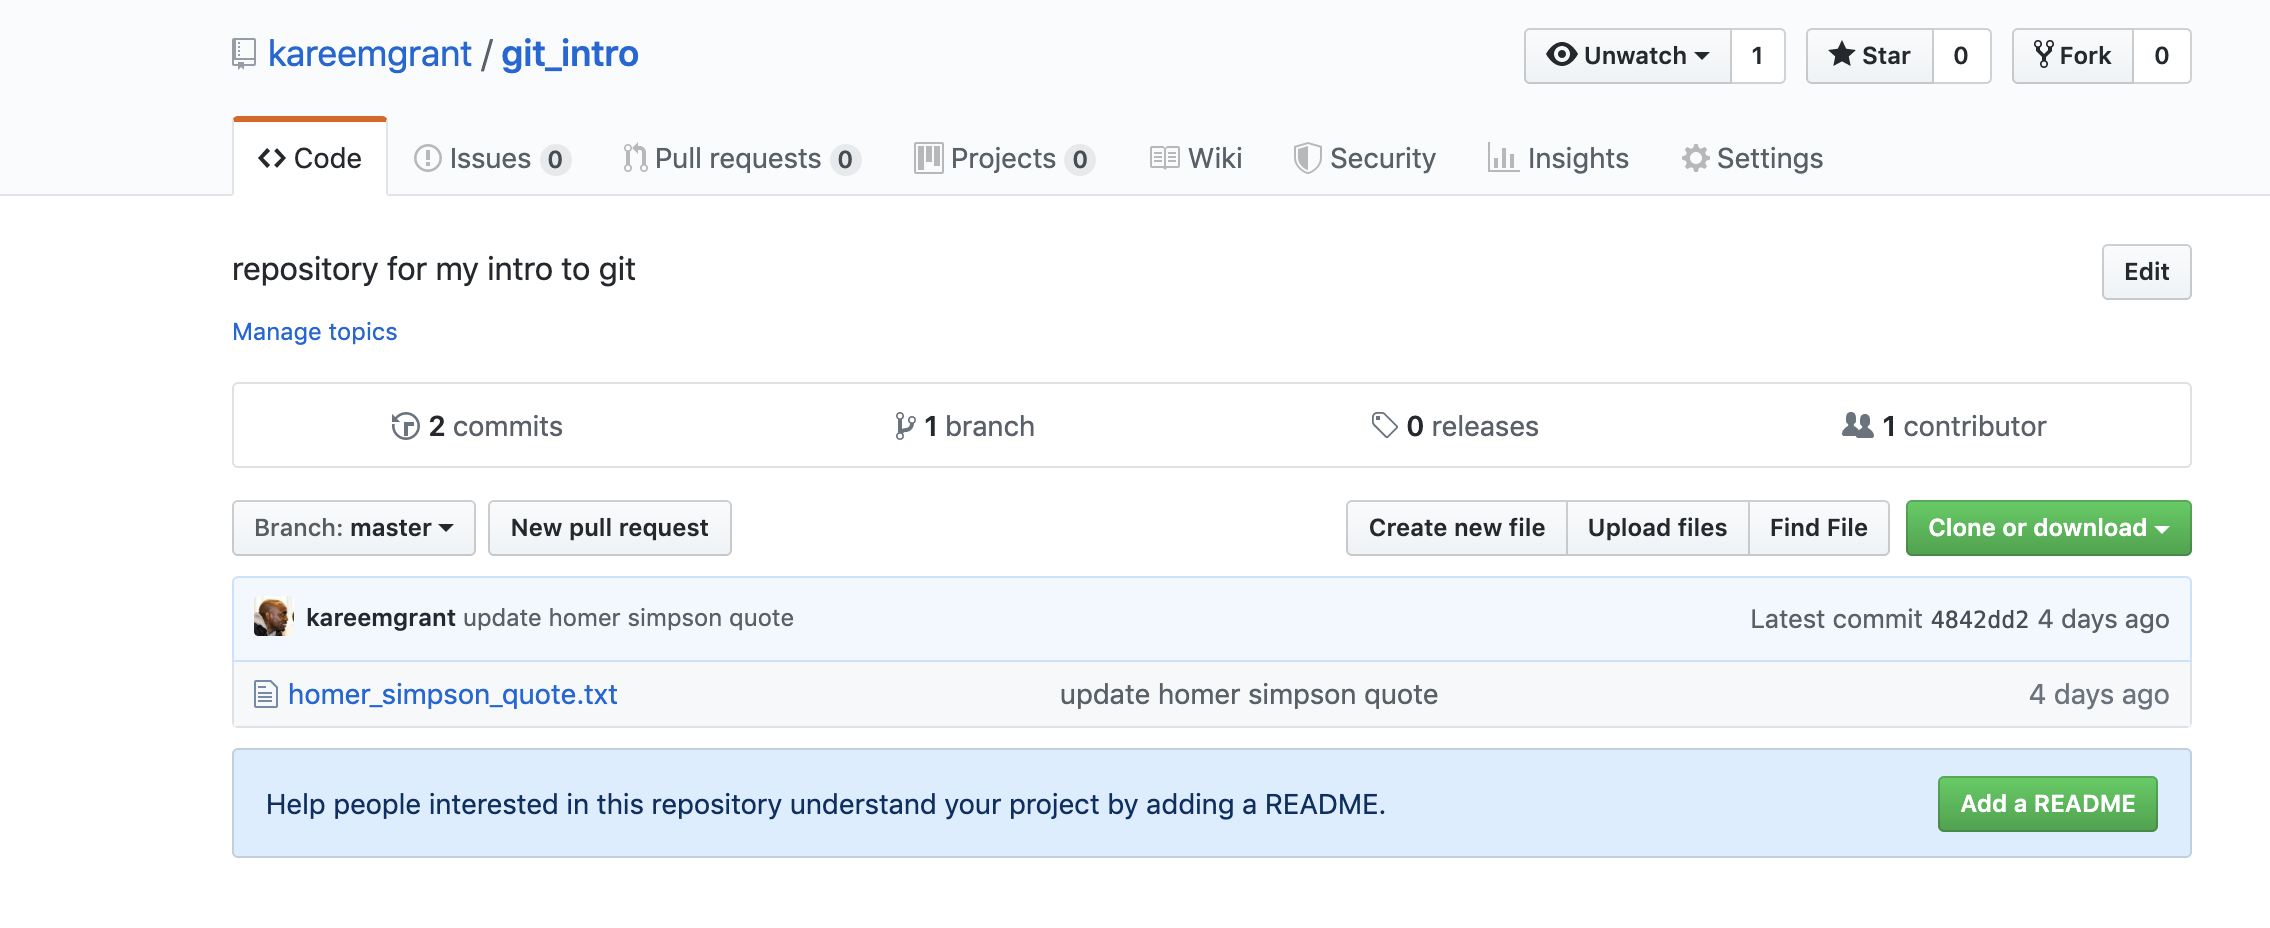 kareemgrant / git_intro
Unwatch 1 Star 0 Fork 0
Code Issues 0 Pull requests 0 Projects 0 Wiki Security Insights Settings
repository for my intro to git Edit
Manage topics
2 commits 1 branch 0 releases 1 contributor
Branch: master New pull request Create new file Upload files Find File Clone or download
kareemgrant update homer simpson quote Latest commit 4842dd2 4 days ago
homer_simpson_quote.txt update homer simpson quote 4 days ago
Help people interested in this repository understand your project by adding a README. Add a README